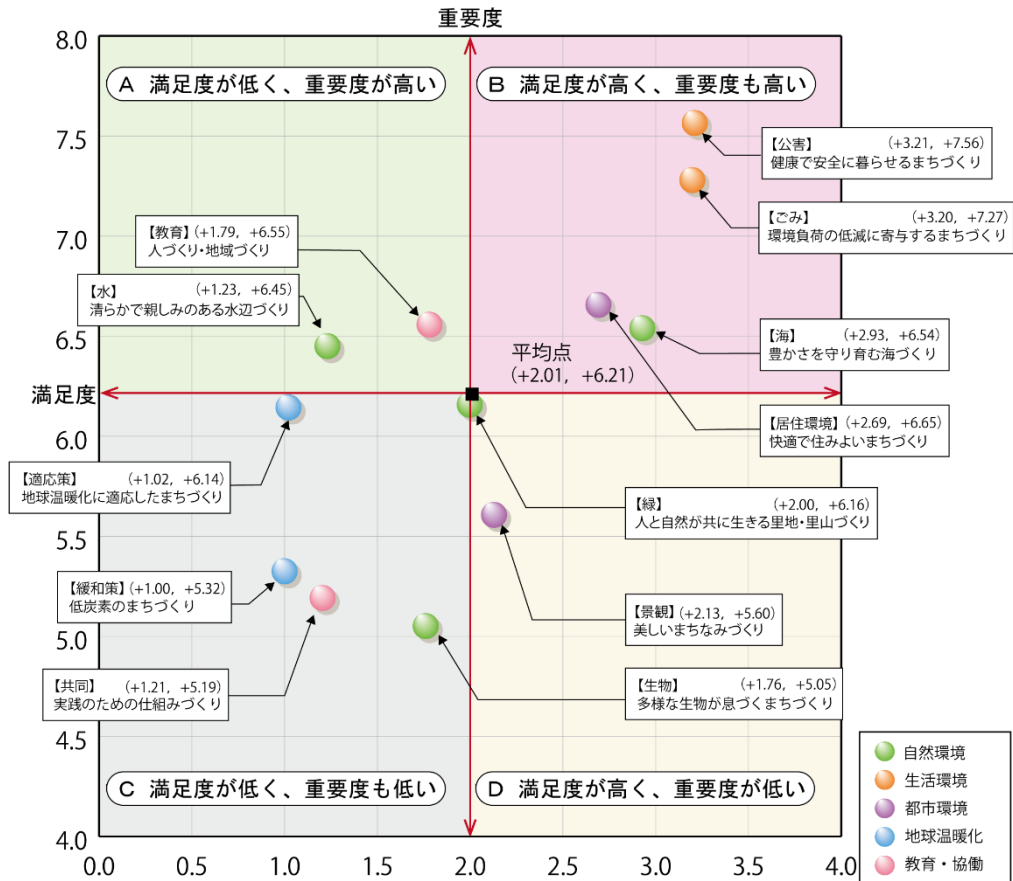 重要度
8.0
A 満足度が低く、重要度が高い
B 満足度が高く、重要度も高い
7.5
【公害】 (+3.21, +7.56)
健康で安全に暮らせるまちづくり
【ごみ】 (+3.20, +7.27)
環境負荷の低減に寄与するまちづくり
7.0
【教育】(+1.79, +6.55)
人づくり・地域づくり
【水】 (+1.23, +6.45)
清らかで親しみのある水辺づくり
6.5
【海】 (+2.93, +6.54)
豊かさを守り育む海づくり
平均点
(+2.01, +6.21)
満足度
【居住環境】(+2.69, +6.65)
快適で住みよいまちづくり
6.0
【適応策】 (+1.02, +6.14)
地球温暖化に適応したまちづくり
【緑】 (+2.00, +6.16)
人と自然が共に生きる里地・里山づくり
5.5
【緩和策】(+1.00, +5.32)
低炭素のまちづくり
【景観】(+2.13, +5.60)
美しいまちなみづくり
5.0
【共同】 (+1.21, +5.19)
実践のための仕組みづくり
【生物】 (+1.76, +5.05)
多様な生物が息づくまちづくり
4.5
C 満足度が低く、重要度も低い
D 満足度が高く、重要度が低い
4.0
0.0 0.5 1.0 1.5 2.0 2.5 3.0 3.5 4.0
自然環境
生活環境
都市環境
地球温暖化
教育・協働